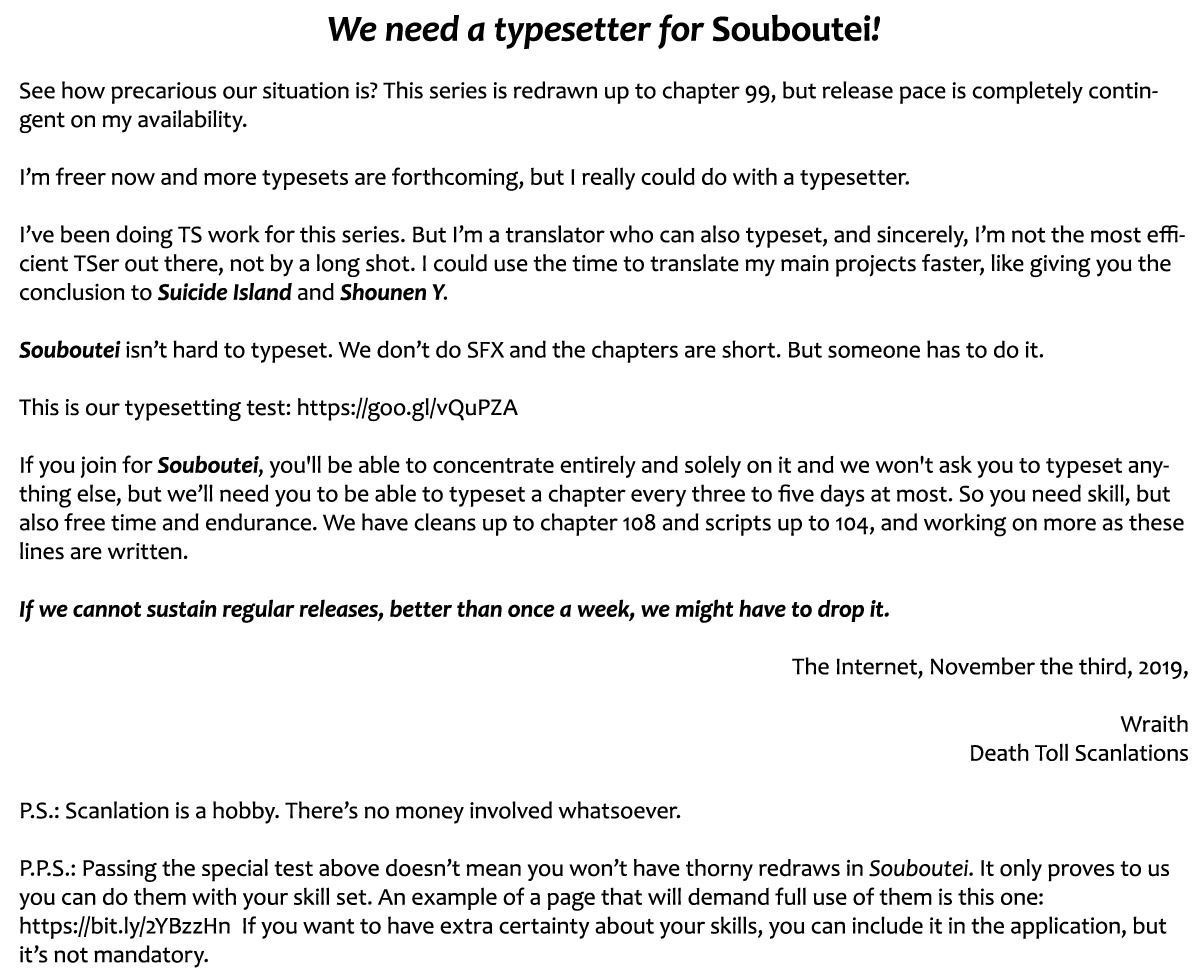 We need a typesetter for Souboutei!
See how precarious our situation is? This series is redrawn up to chapter 99, but release pace is completely contin-
gent on my availability.
I’m freer now and more typesets are forthcoming, but I really could do with a typesetter.
I’ve been doing TS work for this series. But I’m a translator who can also typeset, and sincerely, I’m not the most effi-
cient TSer out there, not by a long shot. I could use the time to translate my main projects faster, like giving you the
conclusion to Suicide Island and Shounen Y.
Souboutei isn’t hard to typeset. We don’t do SFX and the chapters are short. But someone has to do it.
This is our typesetting test: https://goo.gl/vQuPZA
If you join for Souboutei, you'll be able to concentrate entirely and solely on it and we won't ask you to typeset any-
thing else, but we’ll need you to be able to typeset a chapter every three to five days at most. So you need skill, but
also free time and endurance. We have cleans up to chapter 108 and scripts up to 104, and working on more as these
lines are written.
If we cannot sustain regular releases, better than once a week, we might have to drop it.
The Internet, November the third, 2019,
Wraith
Death Toll Scanlations
P.S.: Scanlation is a hobby. There’s no money involved whatsoever.
P.P.S.: Passing the special test above doesn’t mean you won’t have thorny redraws in Souboutei. It only proves to us
you can do them with your skill set. An example of a page that will demand full use of them is this one:
https://bit.ly/2YBzzHn  If you want to have extra certainty about your skills, you can include it in the application, but
it’s not mandatory.